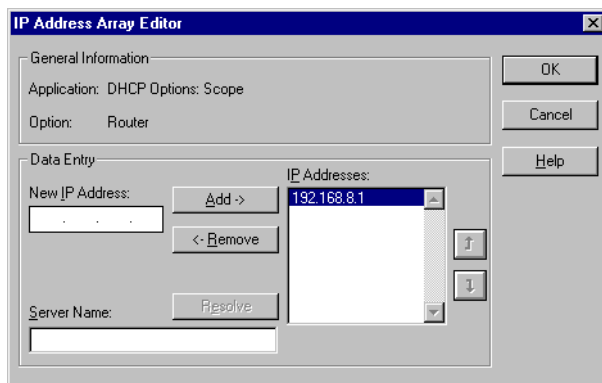 IP Address Array Editor
General Information
Application: DHCP Options: Scope
Option: Router
OK
Cancel
Help
Data Entry
New IP Address:
. . .
Add ->
<- Remove
IP Addresses:
192.168.8.1
Server Name:
Resolve